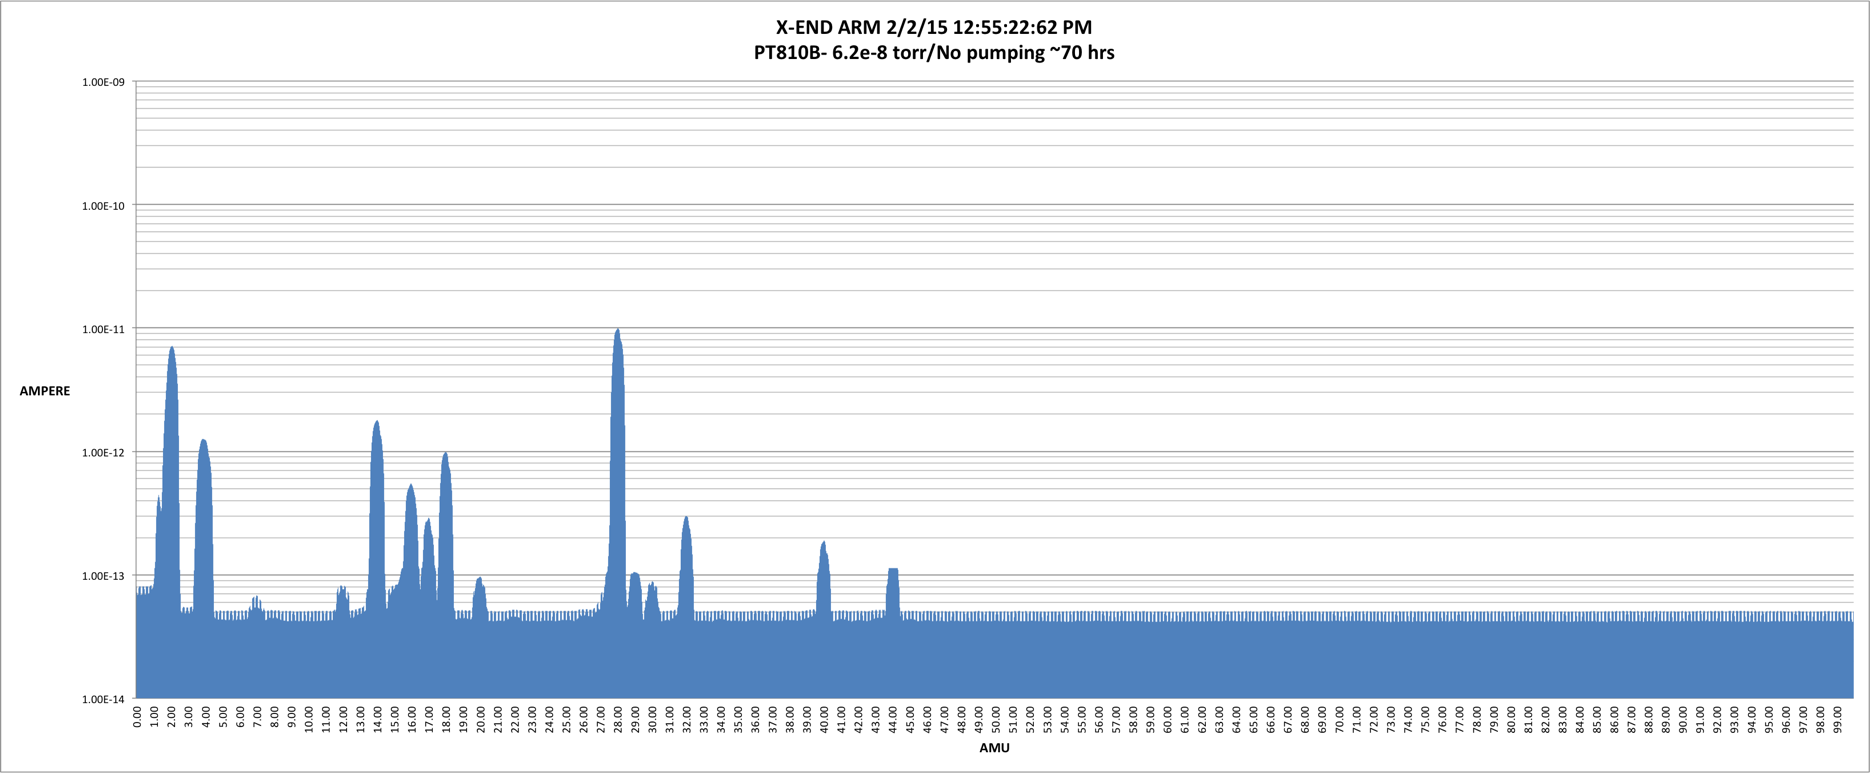 X-END ARM 2/2/15 12:55:22:62 PM
PT810B- 6.2e-8 torr/No pumping ~70 hrs
1.00E-09
1.00E-10
1.00E-11
AMPERE
1.00E-12
1.00E-13
1.00E-14
0.00 1.00 2.00 3.00 4.00 5.00 6.00 7.00 8.00 9.00 10.00 11.00 12.00 13.00 14.00 15.00 16.00 17.00 18.00 19.00 20.00 21.00 22.00 23.00 24.00 25.00 26.00 27.00 28.00 29.00 30.00 31.00 32.00 33.00 34.00 35.00 36.00 37.00 38.00 39.00 40.00 41.00 42.00 43.00 44.00 45.00 46.00 47.00 48.00 49.00 50.00 51.00 52.00 53.00 54.00 55.00 56.00 57.00 58.00 59.00 60.00 61.00 62.00 63.00 64.00 65.00 66.00 67.00 68.00 69.00 70.00 71.00 72.00 73.00 74.00 75.00 76.00 77.00 78.00 79.00 80.00 81.00 82.00 83.00 84.00 85.00 86.00 87.00 88.00 89.00 90.00 91.00 92.00 93.00 94.00 95.00 96.00 97.00 98.00 99.00
AMU